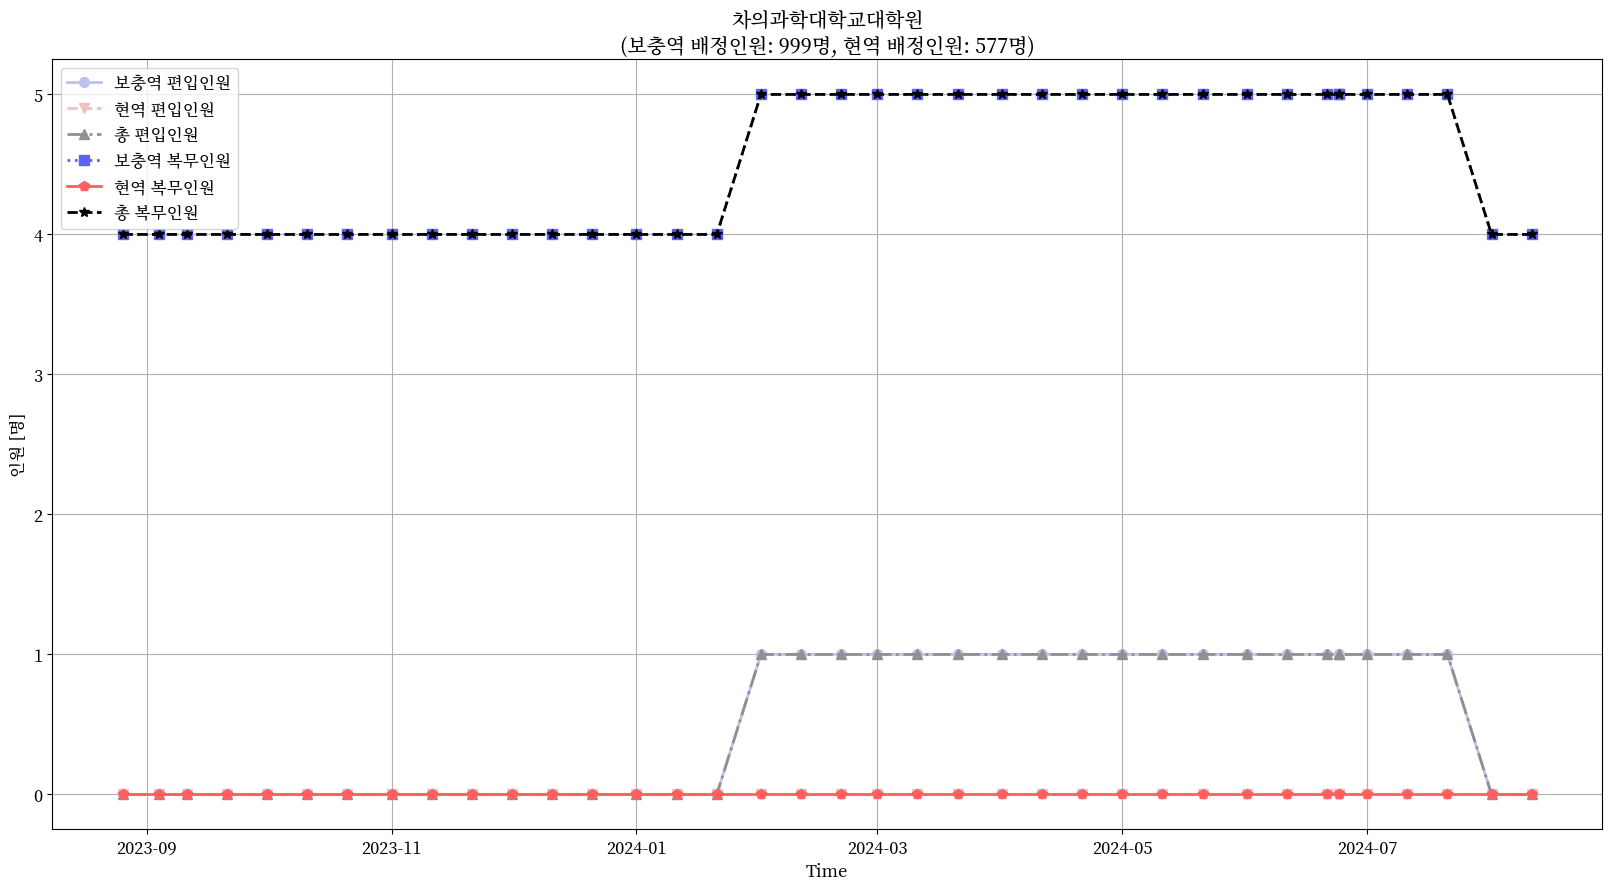 차의과학대학교대학원
(보충역 배정인원: 999명, 현역 배정인원: 577명)
보충역 편입인원
현역 편입인원
총 편입인원
보충역 복무인원
현역 복무인원
총 복무인원
5
4
3
2
1
0
인원 [명]
2023-09
2023-11
2024-01
2024-03
2024-05
2024-07
Time